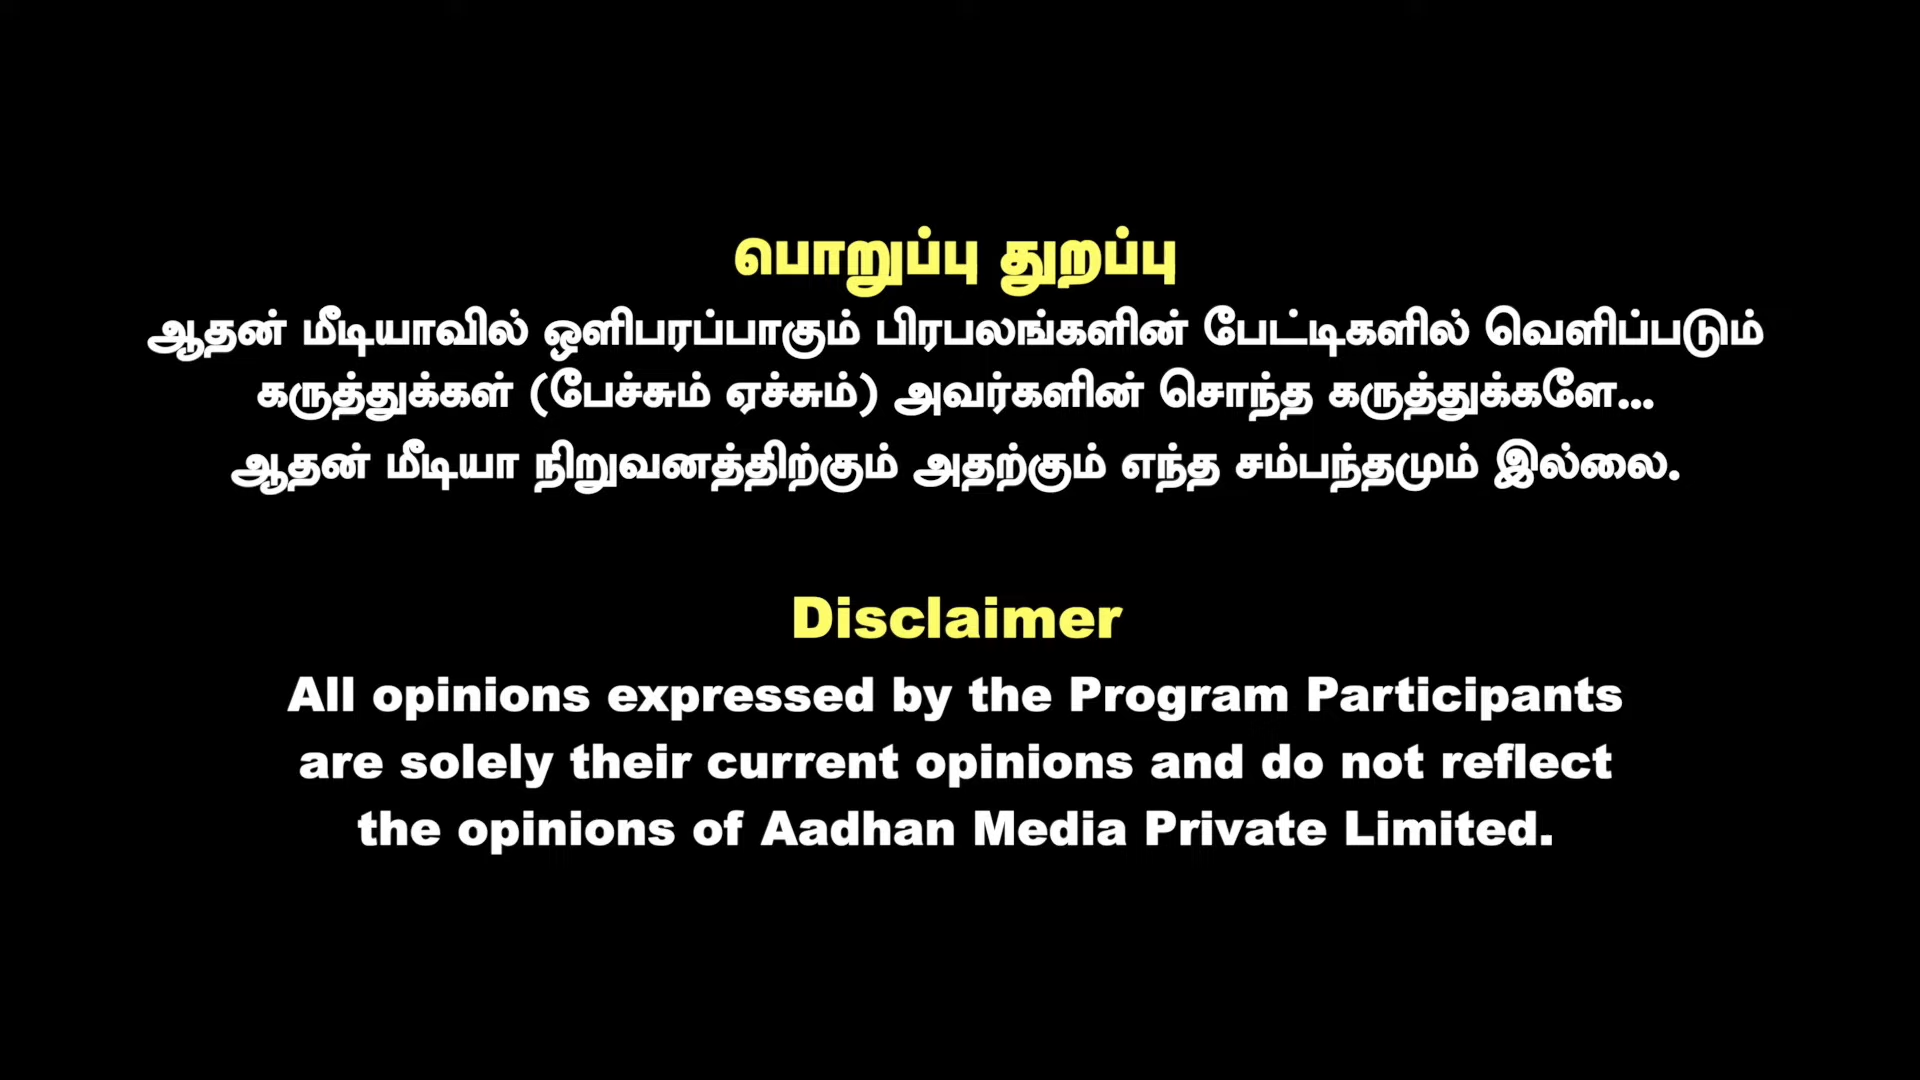 பொறுப்பு துறப்பு
ஆதன் மீடியாவில் ஒளிபரப்பாகும் பிரபலங்களின் பேட்டிகளில் வெளிப்படும்
கருத்துக்கள் (பேச்சும் ஏச்சும்) அவர்களின் சொந்த கருத்துக்களே...
ஆதன் மீடியா நிறுவனத்திற்கும் அதற்கும் எந்த சம்பந்தமும் இல்லை.
Disclaimer
All opinions expressed by the Program Participants
are solely their current opinions and do not reflect
the opinions of Aadhan Media Private Limited.